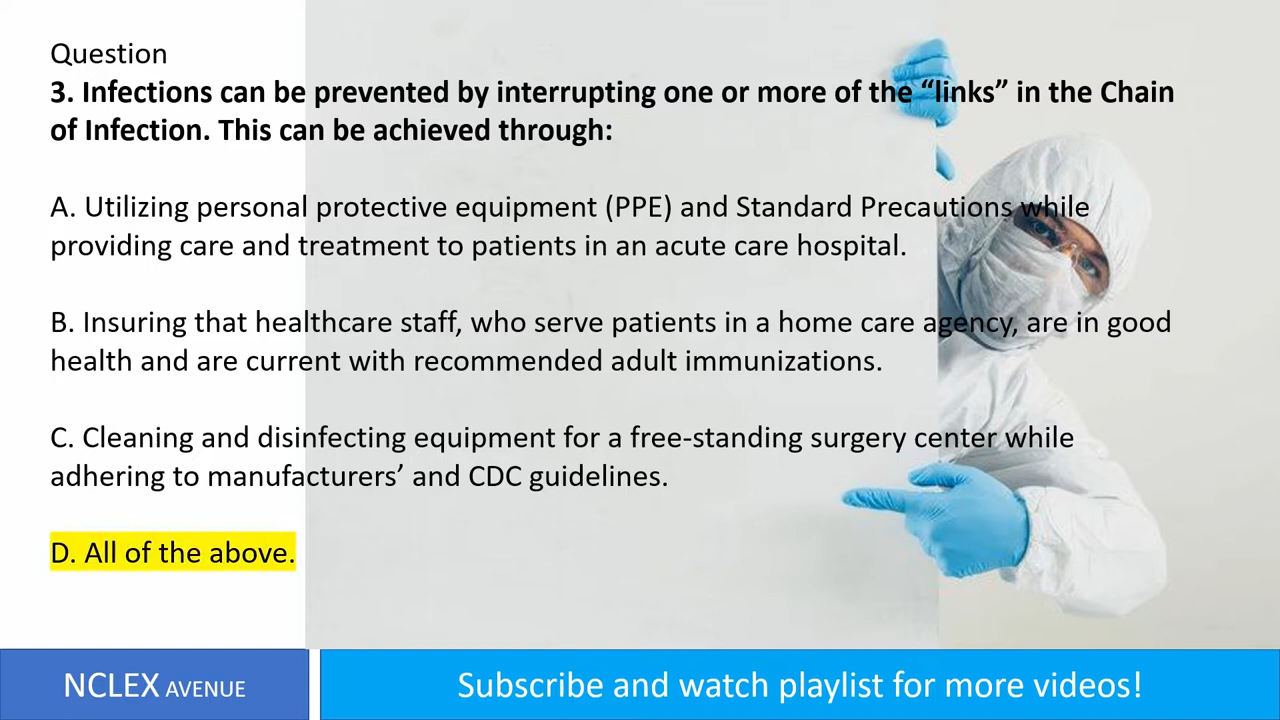 Question
3. Infections can be prevented by interrupting one or more of the “links” in the Chain
of Infection. This can be achieved through:
A. Utilizing personal protective equipment (PPE) and Standard Precautions while
providing care and treatment to patients in an acute care hospital.
B. Insuring that healthcare staff, who serve patients in a home care agency, are in good
health and are current with recommended adult immunizations.
C. Cleaning and disinfecting equipment for a free-standing surgery center while
adhering to manufacturers’ and CDC guidelines.
D. All of the above.
NCLEX AVENUE
Subscribe and watch playlist for more videos!